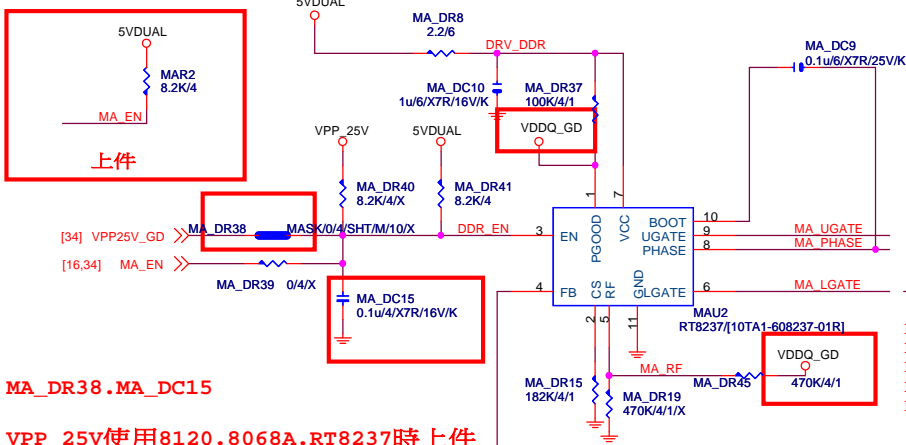 5VDUAL
MAR2
8.2K/4
MA_EN
上件
5VDUAL
MA_DR8
2.2/6
DRV_DDR
MA_DC10
1u/6/X7R/16V/K
MA_DR37
100K/4/1
VDDQ_GD
MA_DC9
0.1u/6/X7R/25V/K
VPP_25V
5VDUAL
MA_DR40
8.2K/4/X
MA_DR41
8.2K/4
[34] VPP25V_GD
MA_DR38
MASK/0/4/SHT/M/10/X
DDR_EN
[16,34] MA_EN
MA_DR39 0/4/X
MA_DC15
0.1u/4/X7R/16V/K
1
7
3
4
2
5
11
10
9
8
6
EN
PGOOD
VCC
BOOT
UGATE
PHASE
FB
CS
RF
GND
LGATE
MA_UGATE
MA_PHASE
MA_LGATE
MAU2
RT8237/[10TA1-608237-01R]
MA_RF
VDDQ_GD
MA_DR45
470K/4/1
MA_DR15
182K/4/1
MA_DR19
470K/4/1/X
MA_DR38.MA_DC15
VPP_25V使用8120.8068A.RT8237時上件